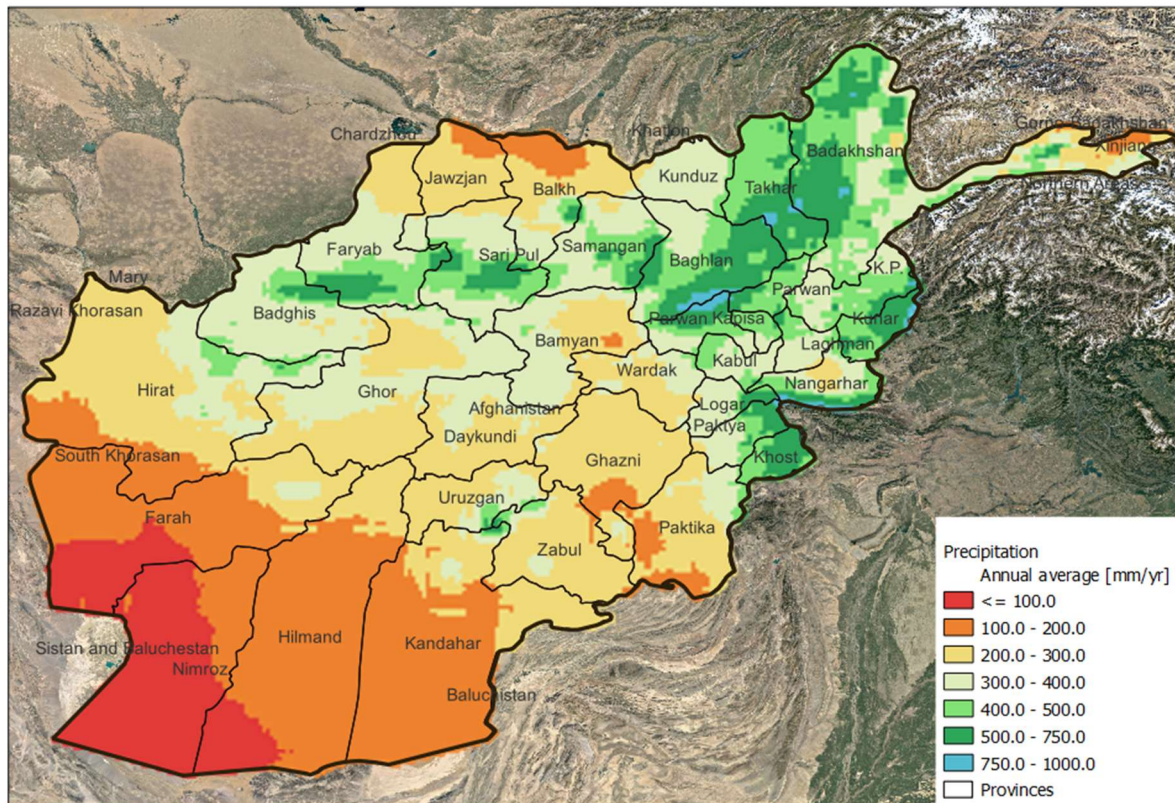 Chardzhou
Khatlon
Gorno-Badakhshan
Xinjiang
Northern Areas
Badakhshan
Jawzjan
Balkh
Kunduz
Takhar
Faryab
Sari Pul
Samangan
Baghlan
K.P.
Mary
Razavi Khorasan
Badghis
Parwan
Parwan Kapisa
Kunar
Bamyan
Laghman
Kabul
Wardak
Nangarhar
Hirat
Ghor
Afghanistan
Logar
Daykundi
Paktya
Ghazni
Khost
South Khorasan
Uruzgan
Farah
Paktika
Zabul
Hilmand
Kandahar
Sistan and Baluchestan
Nimroz
Baluchistan
Precipitation
Annual average [mm/yr]
<= 100.0
100.0 - 200.0
200.0 - 300.0
300.0 - 400.0
400.0 - 500.0
500.0 - 750.0
750.0 - 1000.0
Provinces